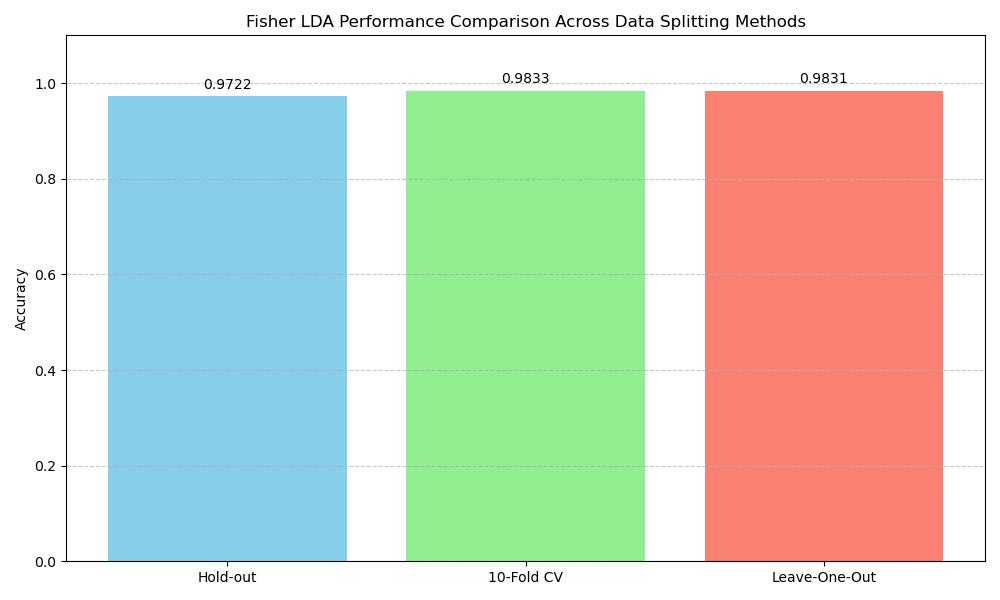 Fisher LDA Performance Comparison Across Data Splitting Methods
Accuracy
1.0
0.8
0.6
0.4
0.2
0.0
0.9722
0.9833
0.9831
Hold-out
10-Fold CV
Leave-One-Out